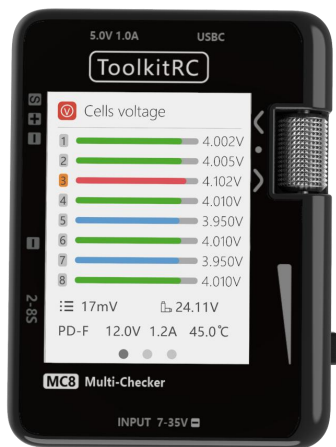 5.0V 1.0A USBC
ToolkitRC
Cells voltage
1 4.002V
2 4.005V
3 4.102V
4 4.010V
5 3.950V
6 4.010V
7 3.950V
8 4.010V
17mV 24.11V
PD-F 12.0V 1.2A 45.0℃
S
2-8S
MC8 Multi-Checker
INPUT 7-35V